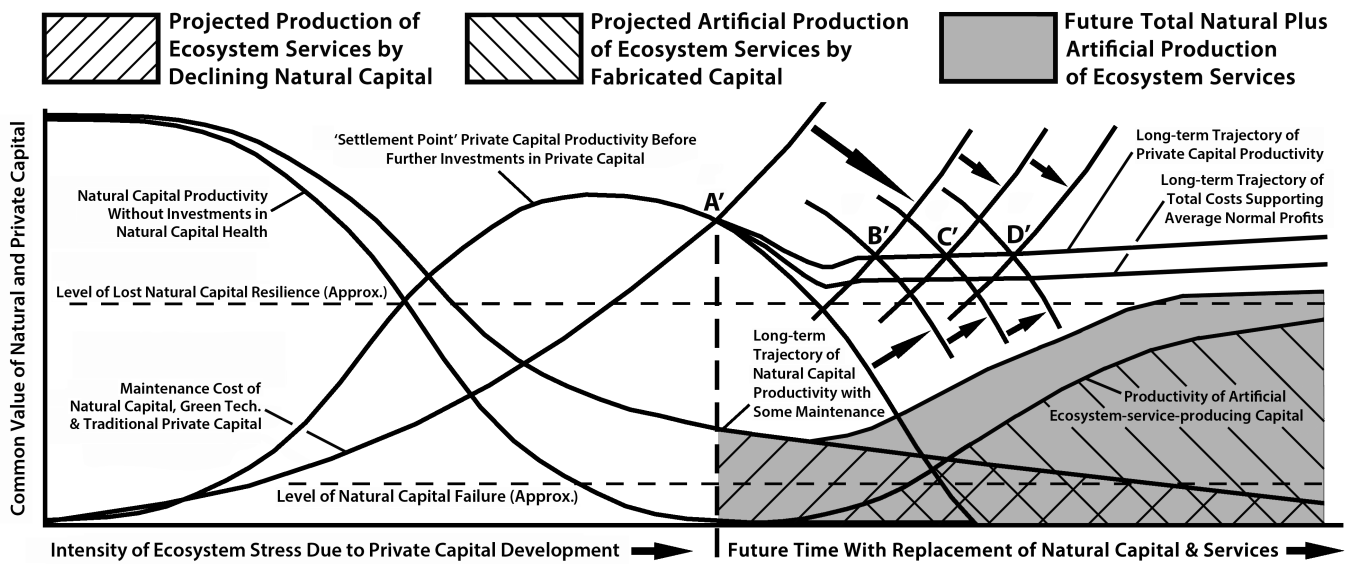 Projected Production of
Ecosystem Services by
Declining Natural Capital
Projected Artificial Production
of Ecosystem Services by
Fabricated Capital
Future Total Natural Plus
Artificial Production
of Ecosystem Services
Common Value of Natural and Private Capital
‘Settlement Point’ Private Capital Productivity Before
Further Investments in Private Capital
Natural Capital Productivity
Without Investments in
Natural Capital Health
Level of Lost Natural Capital Resilience (Approx.)
Maintenance Cost of
Natural Capital, Green Tech.
& Traditional Private Capital
Level of Natural Capital Failure (Approx.)
A’
B’
C’
D’
Long-term Trajectory of
Private Capital Productivity
Long-term Trajectory of
Total Costs Supporting
Average Normal Profits
Long-term
Trajectory of
Natural Capital
Productivity with
Some Maintenance
Productivity of Artificial
Ecosystem-service-producing Capital
Intensity of Ecosystem Stress Due to Private Capital Development
Future Time With Replacement of Natural Capital & Services